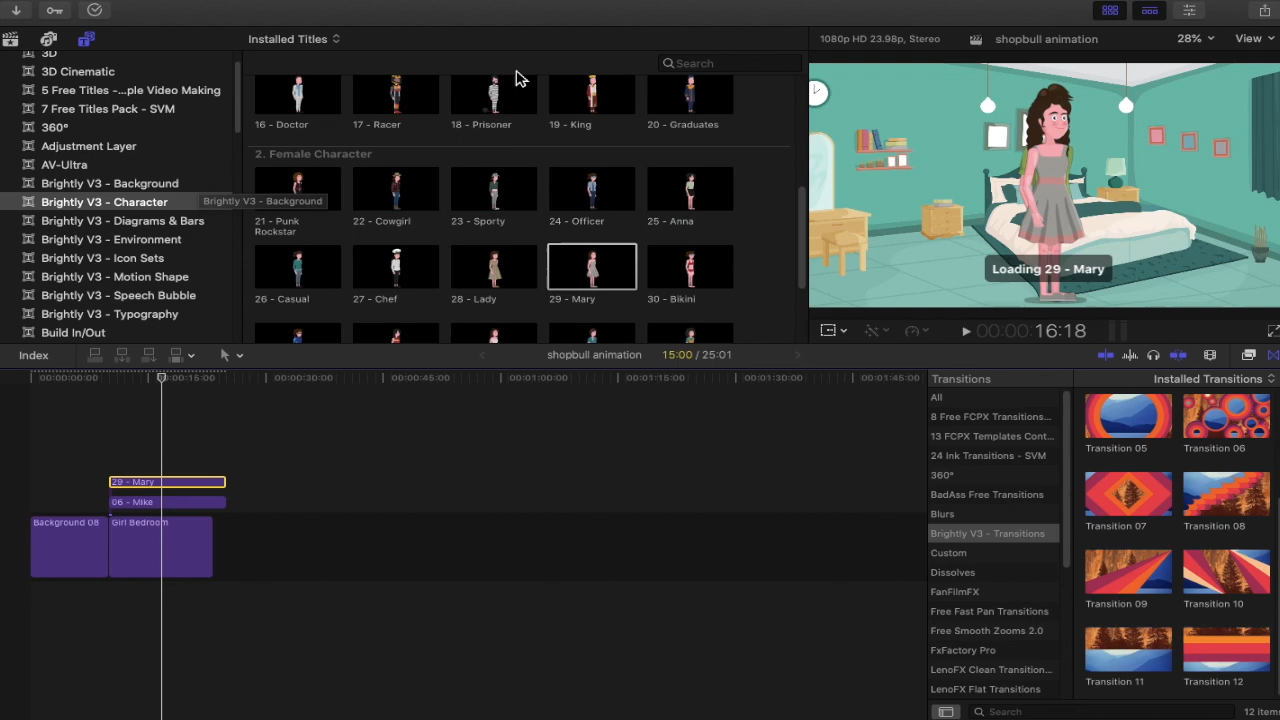 Installed Titles
Search
1080p HD 23.98p, Stereo
shopbull animation
28%
View
3D
3D Cinematic
5 Free Titles -...ple Video Making
7 Free Titles Pack - SVM
360°
Adjustment Layer
AV-Ultra
Brightly V3 - Background
Brightly V3 - Character
Brightly V3 - Background
Brightly V3 - Diagrams & Bars
Brightly V3 - Environment
Brightly V3 - Icon Sets
Brightly V3 - Motion Shape
Brightly V3 - Speech Bubble
Brightly V3 - Typography
Build In/Out
16 - Doctor
17 - Racer
18 - Prisoner
19 - King
20 - Graduates
2. Female Character
21 - Punk Rockstar
22 - Cowgirl
23 - Sporty
24 - Officer
25 - Anna
26 - Casual
27 - Chef
28 - Lady
29 - Mary
30 - Bikini
Loading 29 - Mary
00:00:16:18
Index
shopbull animation
15:00 / 25:01
00:00:00:00
00:00:15:00
00:00:30:00
00:00:45:00
00:01:00:00
00:01:15:00
00:01:30:00
00:01:45:00
29 - Mary
06 - Mike
Background 08
Girl Bedroom
Transitions
Installed Transitions
All
8 Free FCPX Transitions...
13 FCPX Templates Cont...
24 Ink Transitions - SVM
360°
BadAss Free Transitions
Blurs
Brightly V3 - Transitions
Custom
Dissolves
FanFilmFX
Free Fast Pan Transitions
Free Smooth Zooms 2.0
FxFactory Pro
LenoFX Clean Transition...
LenoFX Flat Transitions
Transition 05
Transition 06
Transition 07
Transition 08
Transition 09
Transition 10
Transition 11
Transition 12
Search
12 items